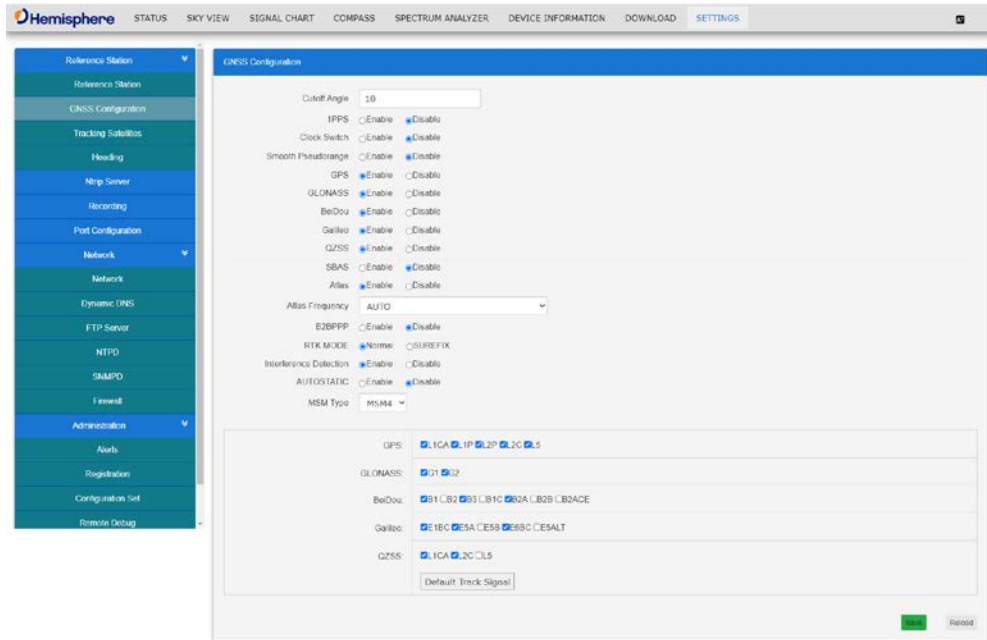 Hemisphere STATUS SKY VIEW SIGNAL CHART COMPASS SPECTRUM ANALYZER DEVICE INFORMATION DOWNLOAD SETTINGS
Reference Station
Reference Station
GNSS Configuration
Tracking Satellites
Heading
Ntrip Server
Recording
Port Configuration
Network
Network
Dynamic DNS
FTP Server
NTPD
SNMPD
Firewall
Administration
Alerts
Registration
Configuration Set
Remote Debug
GNSS Configuration
Cutoff Angle 10
1PPS Enable Disable
Clock Switch Enable Disable
Smooth Pseudorange Enable Disable
GPS Enable Disable
GLONASS Enable Disable
BeiDou Enable Disable
Galileo Enable Disable
QZSS Enable Disable
SBAS Enable Disable
Atlas Enable Disable
Atlas Frequency AUTO
B2BPPP Enable Disable
RTK MODE Normal SUREFIX
Interference Detection Enable Disable
AUTOSTATIC Enable Disable
MSM Type MSM4
GPS: L1CA L1P L2P L2C L5
GLONASS: G1 G2
BeiDou: B1 B2 B3 B1C B2A B2B B2ACE
Galileo: E1BC E5A E5B E6BC E5ALT
QZSS: L1CA L2C L5
Default Track Signal
Save Reload